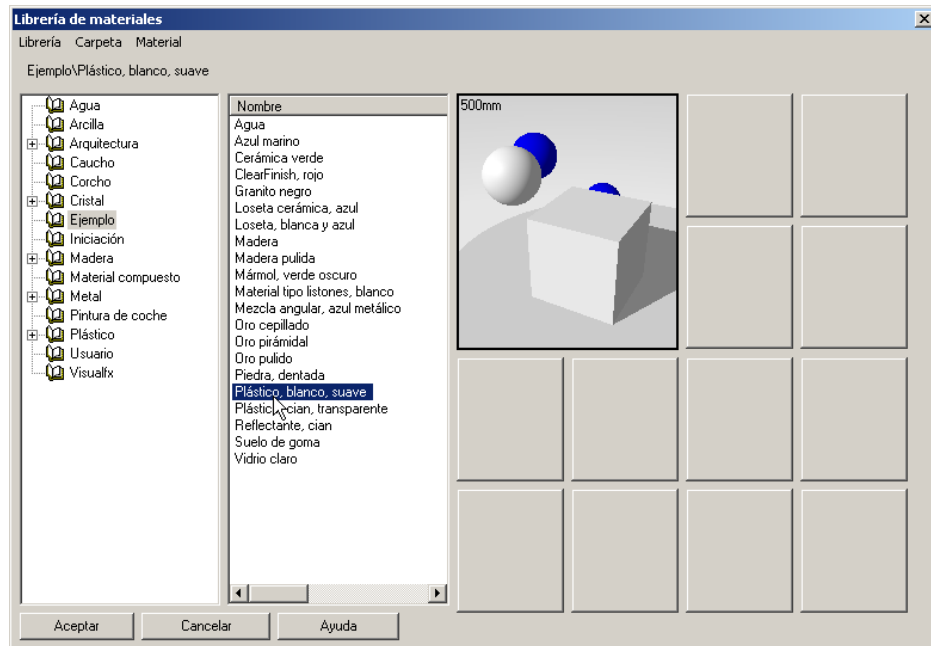 Librería de materiales
Librería Carpeta Material
Ejemplo\Plástico, blanco, suave
Agua
Arcilla
Arquitectura
Caucho
Corcho
Cristal
Ejemplo
Iniciación
Madera
Material compuesto
Metal
Pintura de coche
Plástico
Usuario
Visualfx
Nombre
Agua
Azul marino
Cerámica verde
ClearFinish, rojo
Granito negro
Loseta cerámica, azul
Loseta, blanca y azul
Madera
Madera pulida
Mármol, verde oscuro
Material tipo listones, blanco
Mezcla angular, azul metálico
Oro cepillado
Oro pirámidal
Oro pulido
Piedra, dentada
Plástico, blanco, suave
cian, transparente
Reflectante, cian
Suelo de goma
Vidrio claro
500mm
Aceptar Cancelar Ayuda